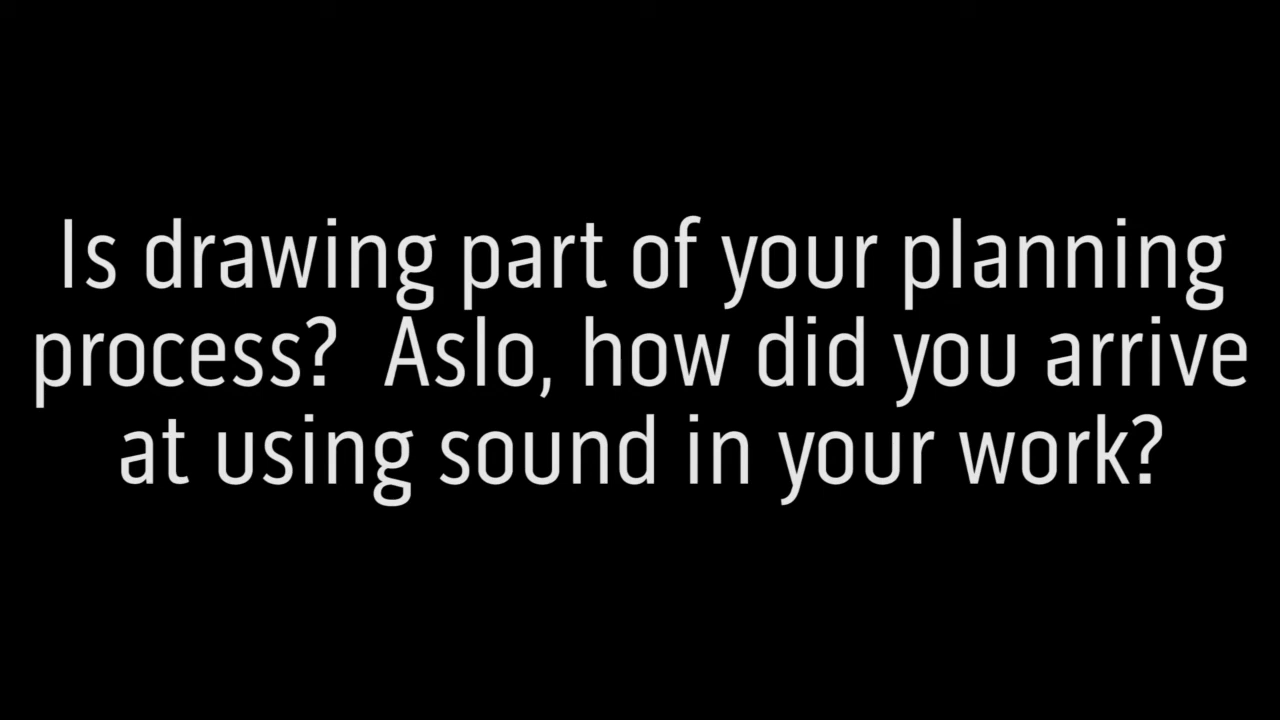 Is drawing part of your planning
process?  Aslo, how did you arrive
at using sound in your work?